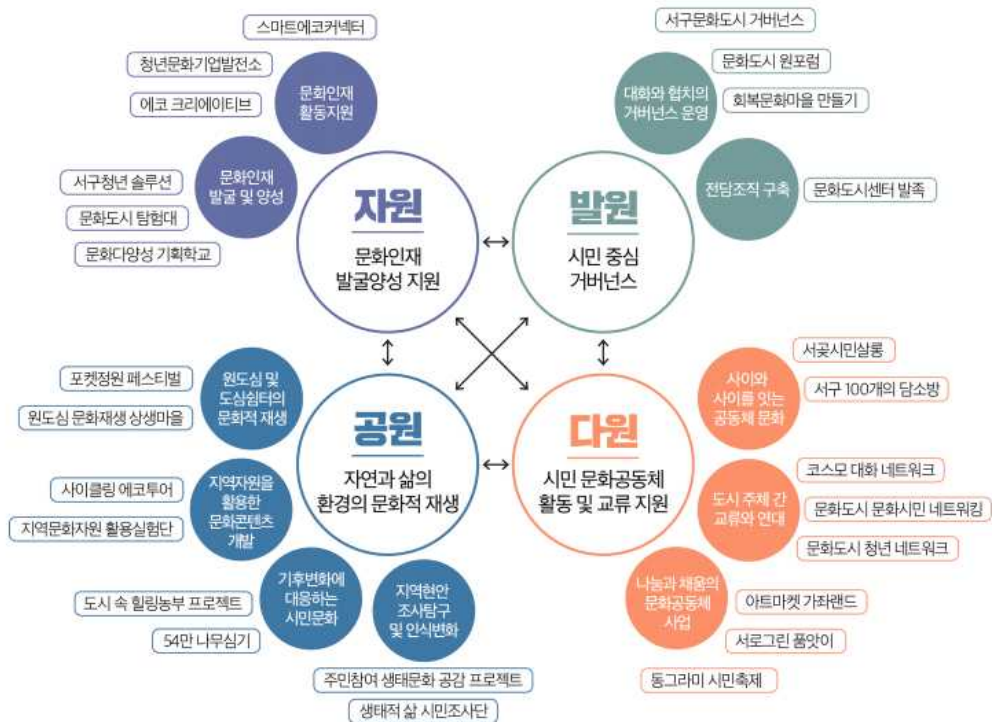 스마트에코커넥터
청년문화기업발전소
에코 크리에이티브
문화인재
활동지원
서구청년 솔루션
문화도시 탐험대
문화다양성 기획학교
문화인재
발굴 및 양성
자원
문화인재
발굴양성 지원
서구문화도시 거버넌스
문화도시 원포럼
회복문화마을 만들기
대화와 협치의
거버넌스 운영
전담조직 구축
문화도시센터 발족
발원
시민 중심
거버넌스
포켓정원 페스티벌
원도심 문화재생 상생마을
원도심 및
도심쉼터의
문화적 재생
사이클링 에코투어
지역문화자원 활용실험단
지역자원을
활용한
문화콘텐츠
개발
공원
자연과 삶의
환경의 문화적 재생
도시 속 힐링농부 프로젝트
54만 나무심기
기후변화에
대응하는
시민문화
지역현안
조사탐구
및 인식변화
주민참여 생태문화 공감 프로젝트
생태적 삶 시민조사단
다원
시민 문화공동체
활동 및 교류 지원
사이와
사이를 잇는
공동체 문화
서곶시민살롱
서구 100개의 담소방
도시 주체 간
교류와 연대
코스모 대화 네트워크
문화도시 문화시민 네트워킹
문화도시 청년 네트워크
나눔과 채움의
문화공동체
사업
아트마켓 가좌랜드
서로그린 품앗이
동그라미 시민축제